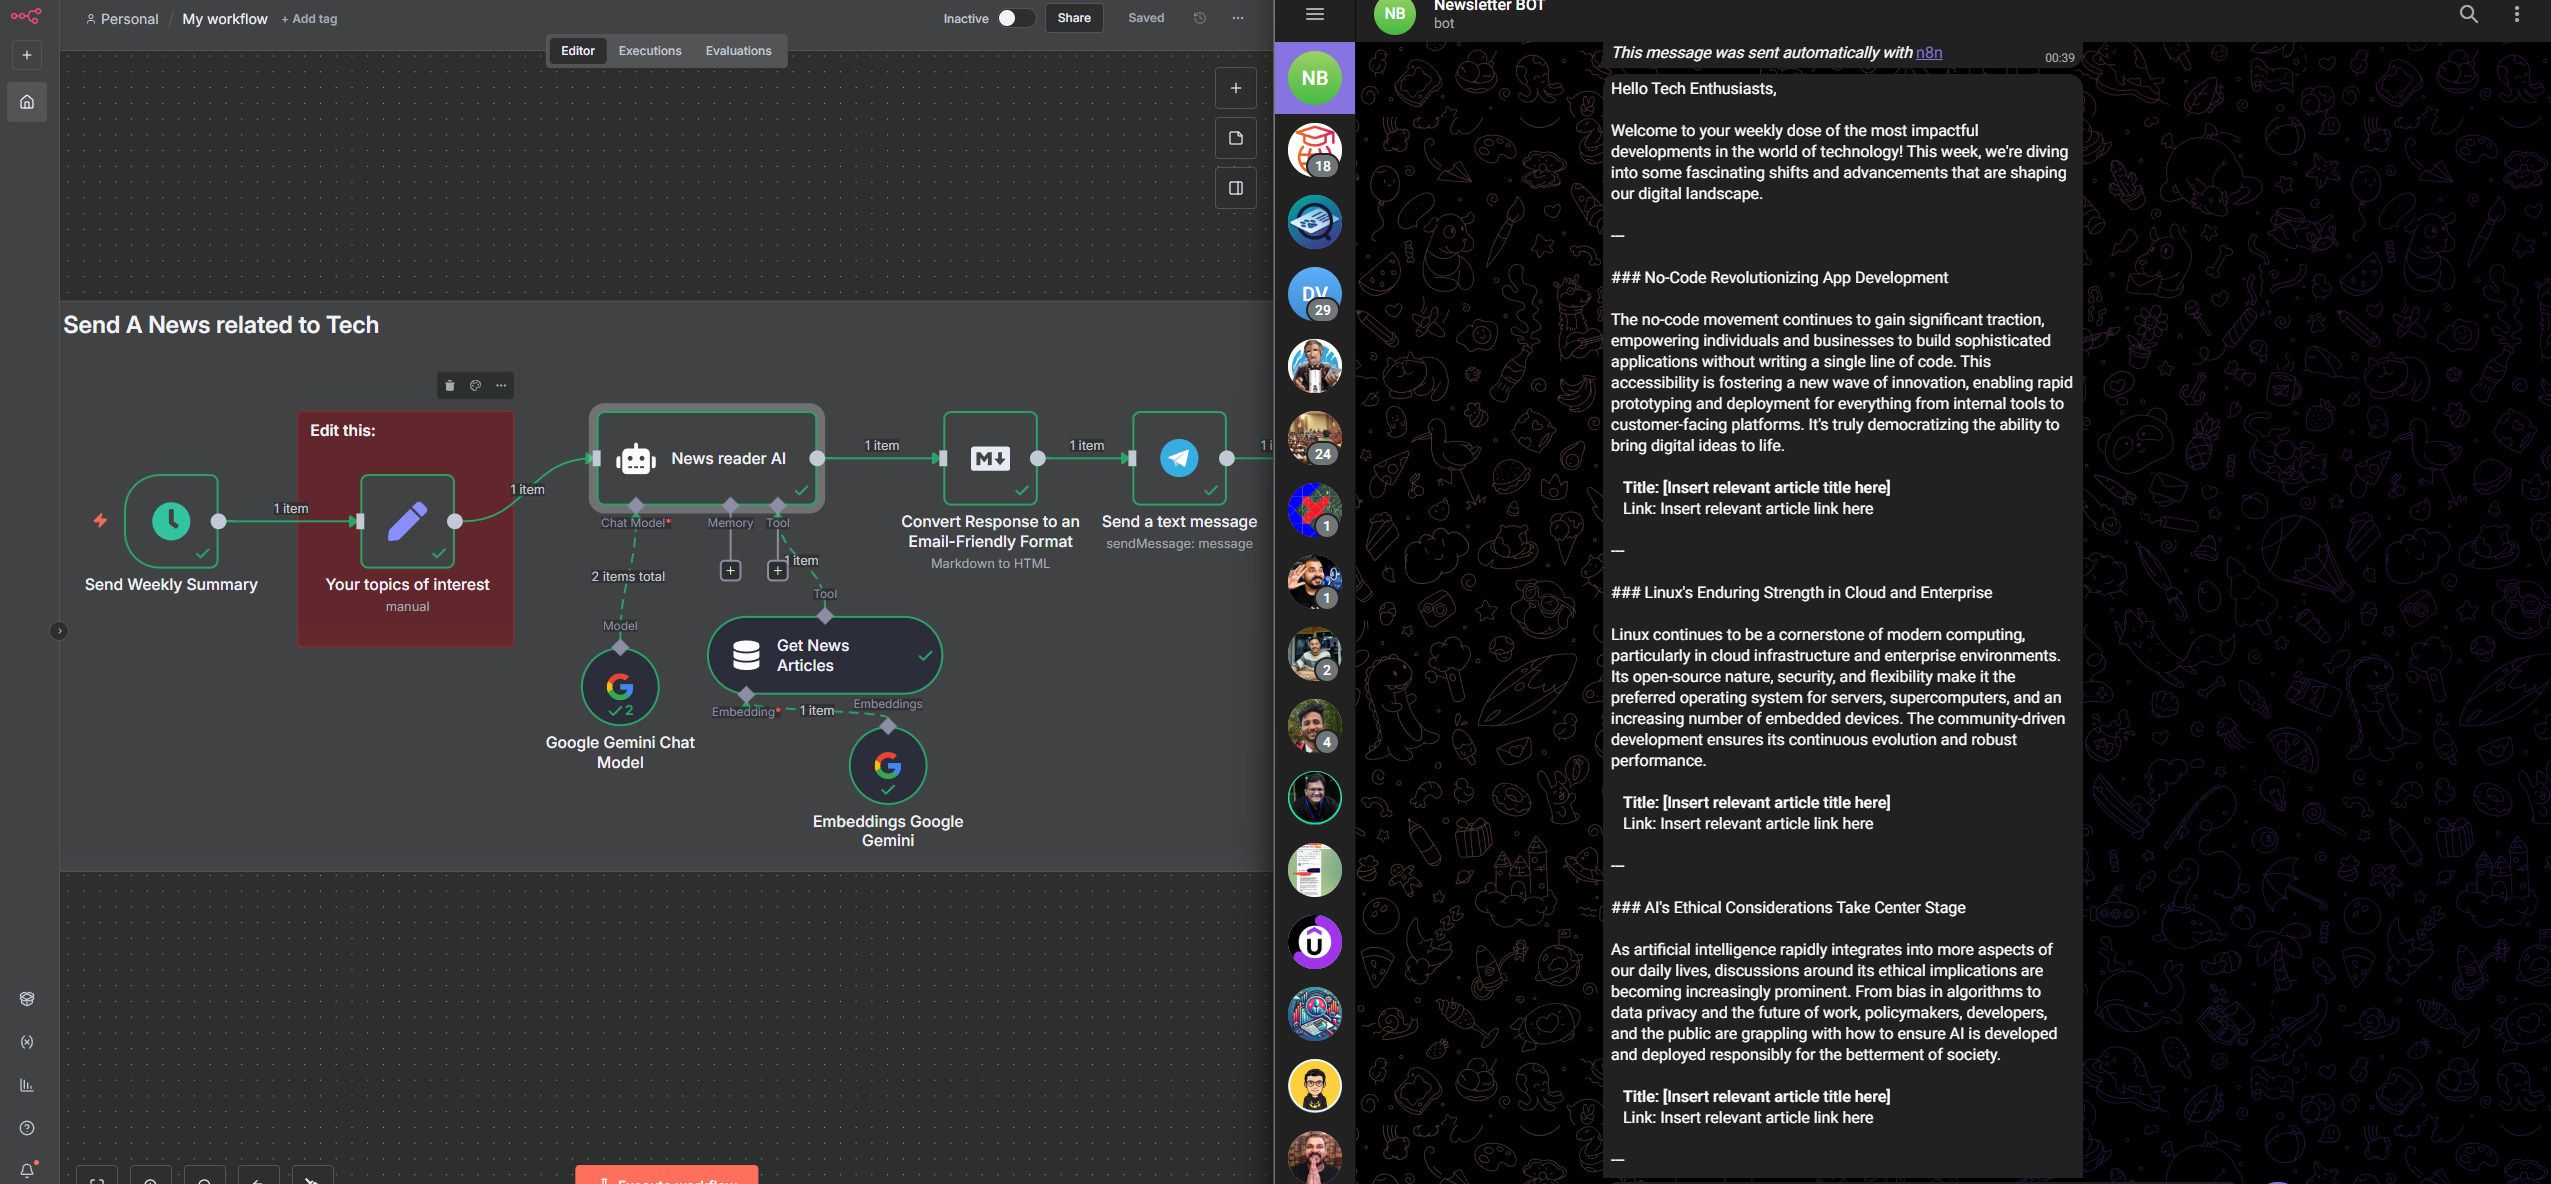 Personal / My workflow + Add tag
Inactive
Share
Saved
Editor
Executions
Evaluations
Send A News related to Tech
Edit this:
1 item
Send Weekly Summary
Your topics of interest
manual
1 item
News reader AI
Chat Model*
Memory
Tool
1 item
1 item
1 i
Convert Response to an
Email-Friendly Format
Markdown to HTML
Send a text message
sendMessage: message
2 items total
1 item
Tool
Model
Get News
Articles
2
Embedding*
1 item
Embeddings
Google Gemini Chat
Model
Embeddings Google
Gemini
Execute workflow
NB
Newsletter BOT
bot
NB
18
DV
29
24
1
1
2
4
This message was sent automatically with n8n
00:39
Hello Tech Enthusiasts,
Welcome to your weekly dose of the most impactful
developments in the world of technology! This week, we're diving
into some fascinating shifts and advancements that are shaping
our digital landscape.
—
### No-Code Revolutionizing App Development
The no-code movement continues to gain significant traction,
empowering individuals and businesses to build sophisticated
applications without writing a single line of code. This
accessibility is fostering a new wave of innovation, enabling rapid
prototyping and deployment for everything from internal tools to
customer-facing platforms. It's truly democratizing the ability to
bring digital ideas to life.
Title: [Insert relevant article title here]
Link: Insert relevant article link here
—
### Linux's Enduring Strength in Cloud and Enterprise
Linux continues to be a cornerstone of modern computing,
particularly in cloud infrastructure and enterprise environments.
Its open-source nature, security, and flexibility make it the
preferred operating system for servers, supercomputers, and an
increasing number of embedded devices. The community-driven
development ensures its continuous evolution and robust
performance.
Title: [Insert relevant article title here]
Link: Insert relevant article link here
—
### AI's Ethical Considerations Take Center Stage
As artificial intelligence rapidly integrates into more aspects of
our daily lives, discussions around its ethical implications are
becoming increasingly prominent. From bias in algorithms to
data privacy and the future of work, policymakers, developers,
and the public are grappling with how to ensure AI is developed
and deployed responsibly for the betterment of society.
Title: [Insert relevant article title here]
Link: Insert relevant article link here
—